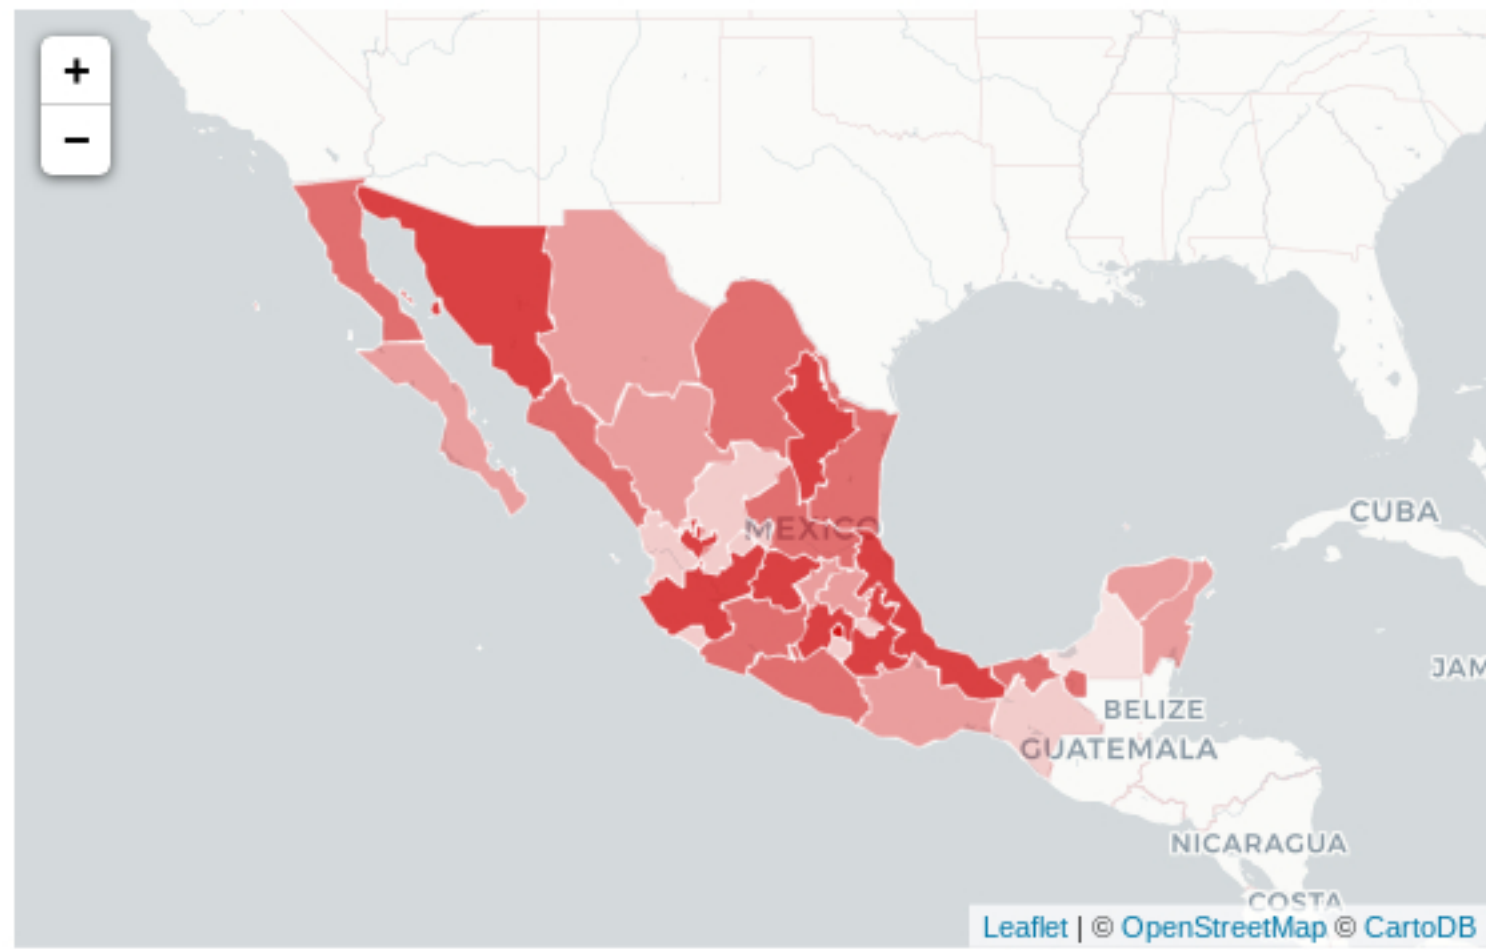 +
−
MEXICO
CUBA
JAM
BELIZE
GUATEMALA
NICARAGUA
COSTA
Leaflet | © OpenStreetMap © CartoDB